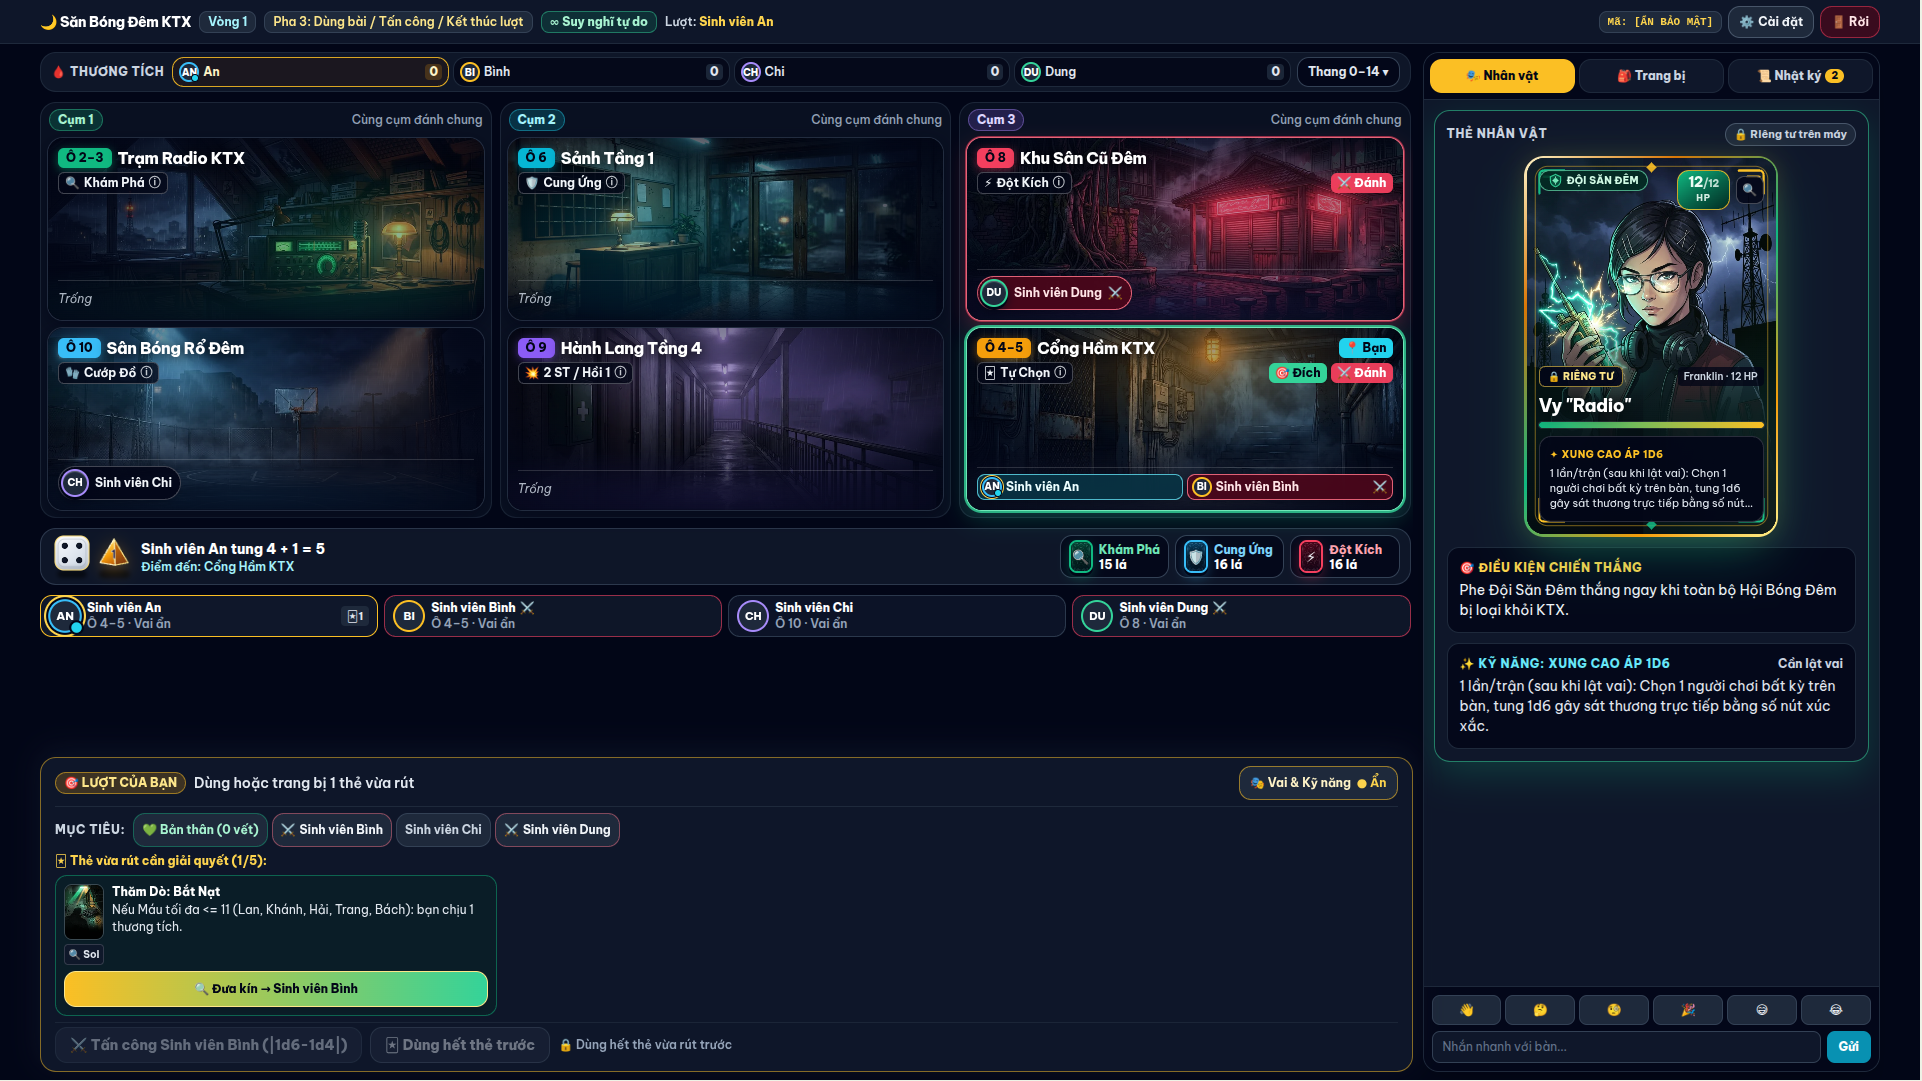 Săn Bóng Đêm KTX
Vòng 1
Pha 3: Dùng bài / Tấn công / Kết thúc lượt
∞ Suy nghĩ tự do
Lượt: Sinh viên An
Mã: [ẨN BẢO MẬT]
Cài đặt
Rời
THƯƠNG TÍCH
AN An 0
BI Bình 0
CH Chi 0
DU Dung 0
Thang 0–14 ▾
Cụm 1
Cùng cụm đánh chung
Ô 2–3 Trạm Radio KTX
Khám Phá ⓘ
Trống
Ô 10 Sân Bóng Rổ Đêm
Cướp Đồ ⓘ
CH Sinh viên Chi
Cụm 2
Cùng cụm đánh chung
Ô 6 Sảnh Tầng 1
Cung Ứng ⓘ
Trống
Ô 9 Hành Lang Tầng 4
2 ST / Hồi 1 ⓘ
Trống
Cụm 3
Cùng cụm đánh chung
Ô 8 Khu Sân Cũ Đêm
Đột Kích ⓘ
Đánh
DU Sinh viên Dung
Ô 4–5 Cổng Hầm KTX
Bạn
Tự Chọn ⓘ
Đích
Đánh
AN Sinh viên An
BI Sinh viên Bình
1
Sinh viên An tung 4 + 1 = 5
Điểm đến: Cổng Hầm KTX
Khám Phá
15 lá
Cung Ứng
16 lá
Đột Kích
16 lá
AN Sinh viên An
Ô 4–5 · Vai ẩn
1
BI Sinh viên Bình
Ô 4–5 · Vai ẩn
CH Sinh viên Chi
Ô 10 · Vai ẩn
DU Sinh viên Dung
Ô 8 · Vai ẩn
LƯỢT CỦA BẠN
Dùng hoặc trang bị 1 thẻ vừa rút
Vai & Kỹ năng Ẩn
MỤC TIÊU:
Bản thân (0 vết)
Sinh viên Bình
Sinh viên Chi
Sinh viên Dung
Thẻ vừa rút cần giải quyết (1/5):
Thăm Dò: Bắt Nạt
Nếu Máu tối đa <= 11 (Lan, Khánh, Hải, Trang, Bách): bạn chịu 1
thương tích.
Soi
Đưa kín → Sinh viên Bình
Tấn công Sinh viên Bình (|1d6-1d4|)
Dùng hết thẻ trước
Dùng hết thẻ vừa rút trước
Nhân vật
Trang bị
Nhật ký 2
THẺ NHÂN VẬT
Riêng tư trên máy
ĐỘI SĂN ĐÊM
12/12
HP
RIÊNG TƯ
Franklin · 12 HP
Vy "Radio"
✦ XUNG CAO ÁP 1D6
1 lần/trận (sau khi lật vai): Chọn 1
người chơi bất kỳ trên bàn, tung 1d6
gây sát thương trực tiếp bằng số nút...
ĐIỀU KIỆN CHIẾN THẮNG
Phe Đội Săn Đêm thắng ngay khi toàn bộ Hội Bóng Đêm
bị loại khỏi KTX.
KỸ NĂNG: XUNG CAO ÁP 1D6
Cần lật vai
1 lần/trận (sau khi lật vai): Chọn 1 người chơi bất kỳ trên
bàn, tung 1d6 gây sát thương trực tiếp bằng số nút xúc
xắc.
Nhắn nhanh với bàn...
Gửi